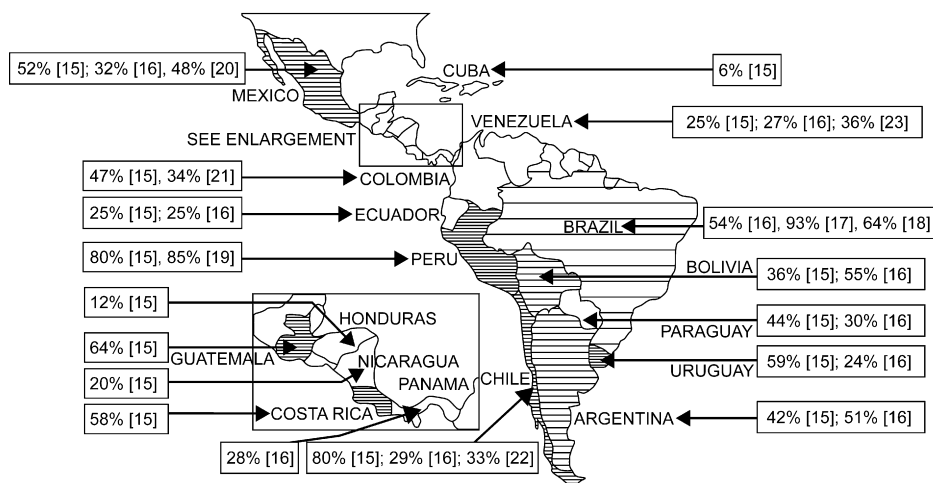 52% [15]; 32% [16], 48% [20]
CUBA
6% [15]
MEXICO
VENEZUELA
25% [15]; 27% [16]; 36% [23]
SEE ENLARGEMENT
47% [15], 34% [21]
COLOMBIA
25% [15]; 25% [16]
ECUADOR
BRAZIL
54% [16], 93% [17], 64% [18]
80% [15], 85% [19]
PERU
BOLIVIA
36% [15]; 55% [16]
12% [15]
HONDURAS
44% [15]; 30% [16]
PARAGUAY
64% [15]
GUATEMALA
NICARAGUA
59% [15]; 24% [16]
URUGUAY
20% [15]
PANAMA
CHILE
58% [15]
COSTA RICA
ARGENTINA
42% [15]; 51% [16]
28% [16]
80% [15]; 29% [16]; 33% [22]